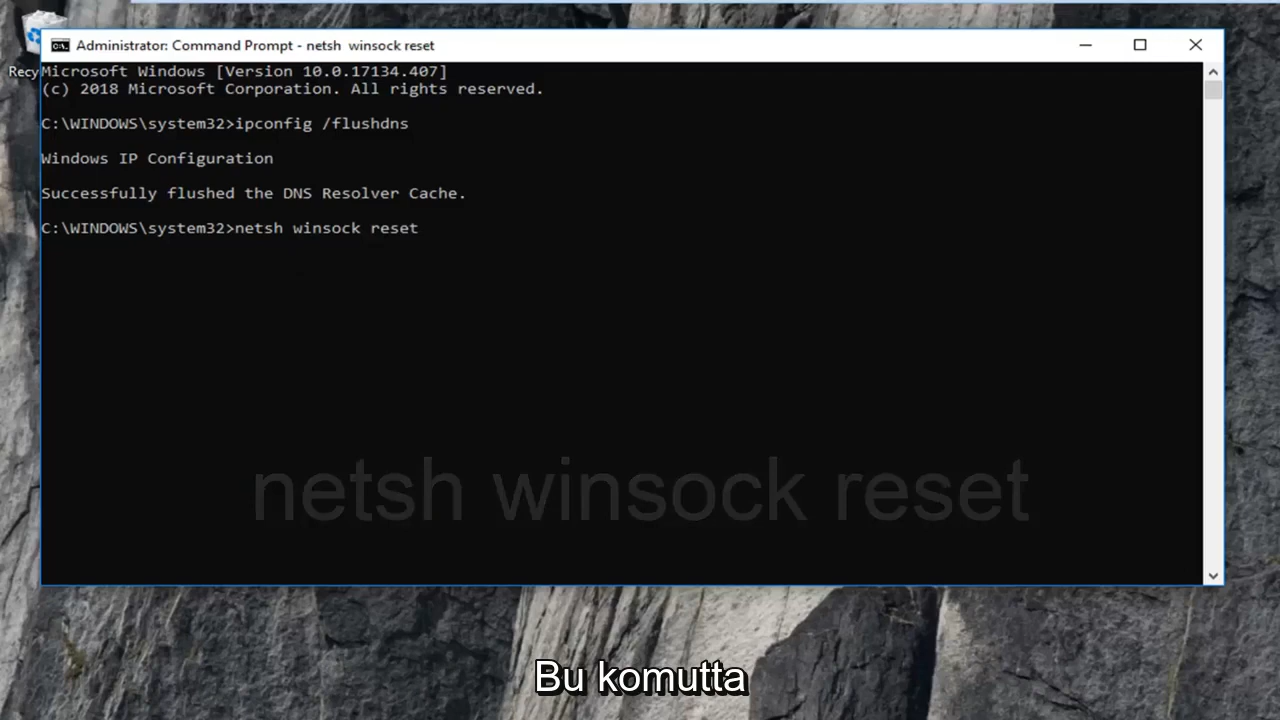 Administrator: Command Prompt - netsh  winsock reset
Recy
Microsoft Windows [Version 10.0.17134.407]
(c) 2018 Microsoft Corporation. All rights reserved.
C:\WINDOWS\system32>ipconfig /flushdns
Windows IP Configuration
Successfully flushed the DNS Resolver Cache.
C:\WINDOWS\system32>netsh winsock reset
netsh winsock reset
Bu komutta